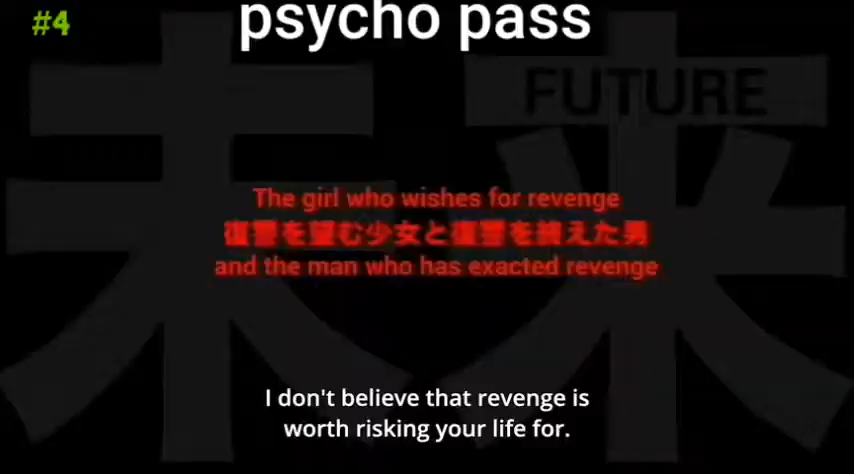 #4
psycho pass
未来
FUTURE
The girl who wishes for revenge
復讐を望む少女と復讐を終えた男
and the man who has exacted revenge
I don't believe that revenge is
worth risking your life for.